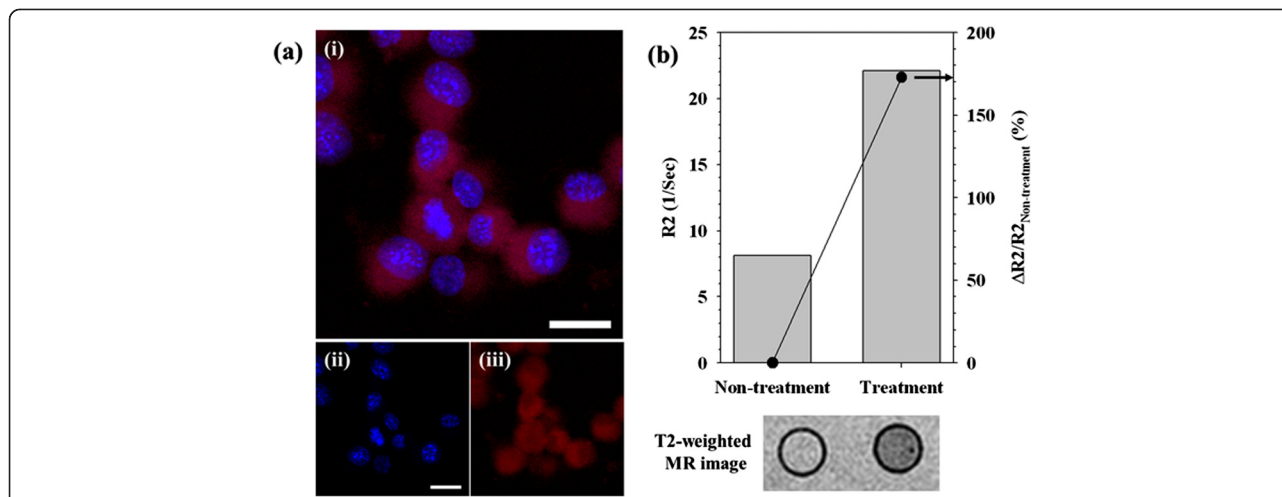 (a)
(i)
(ii)
(iii)
(b)
25
20
15
10
5
0
R2 (1/Sec)
200
150
100
50
0
ΔR2/R2Non-treatment (%)
Non-treatment
Treatment
T2-weighted
MR image